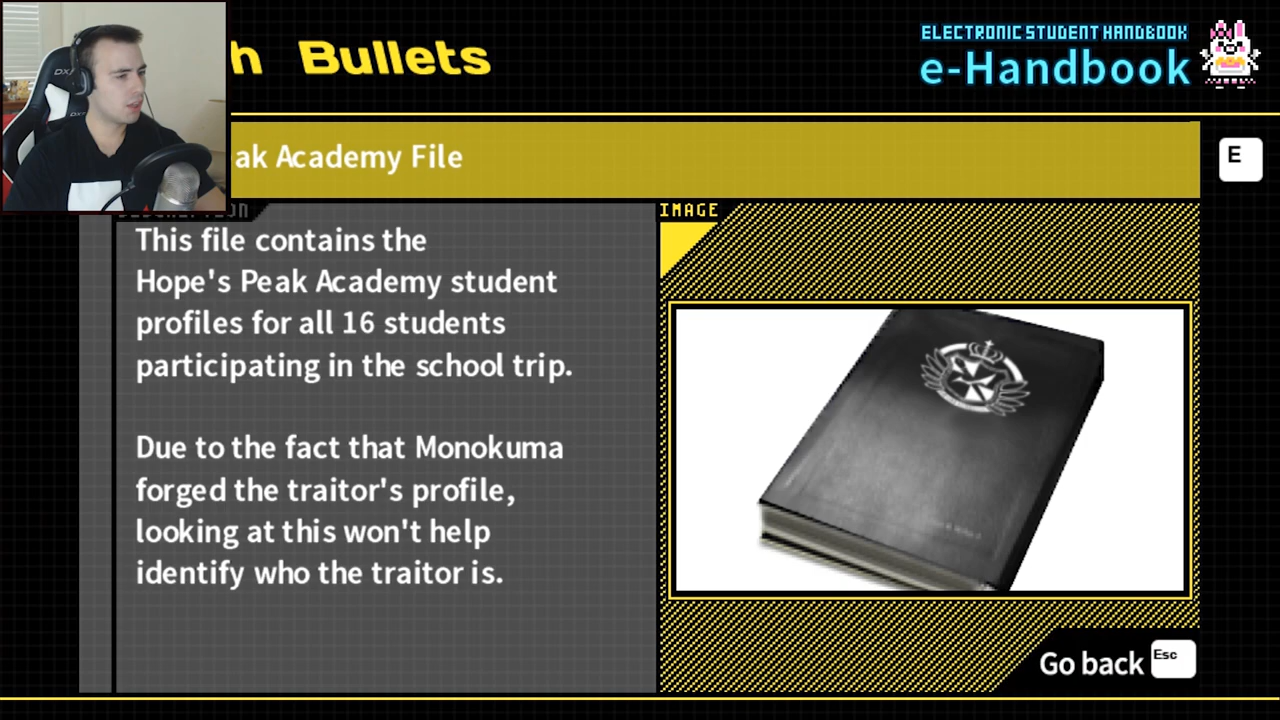 h Bullets
ELECTRONIC STUDENT HANDBOOK
e-Handbook
ak Academy File
E
IMAGE
This file contains the
Hope's Peak Academy student
profiles for all 16 students
participating in the school trip.
Due to the fact that Monokuma
forged the traitor's profile,
looking at this won't help
identify who the traitor is.
Go back Esc